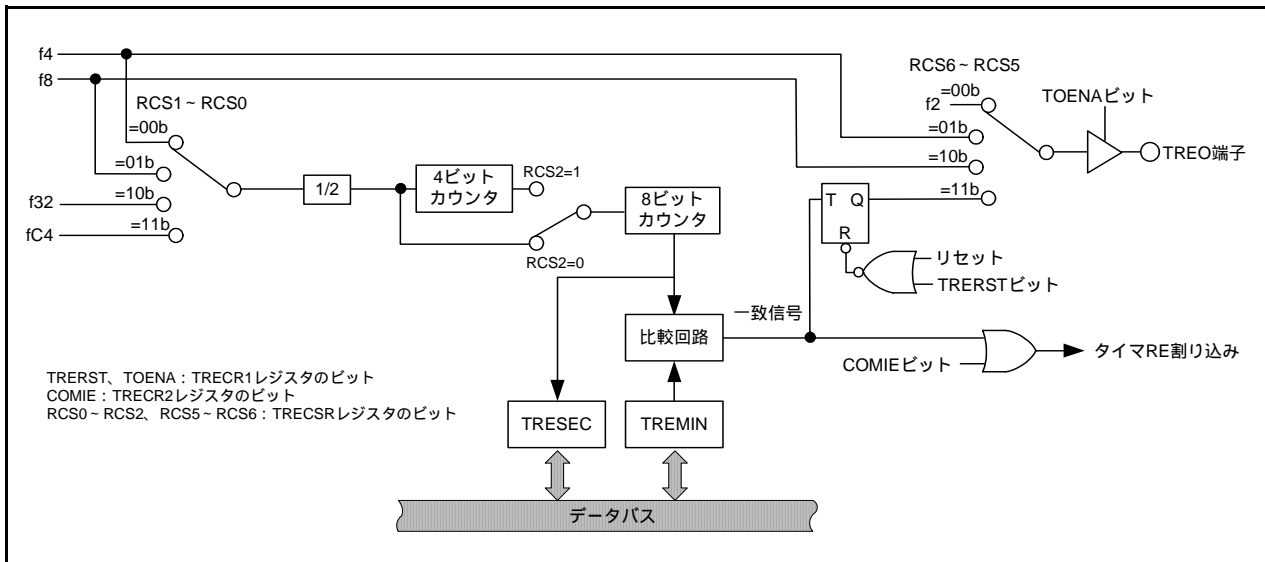 f4
f8
RCS1～RCS0
=00b
=01b
f32
=10b
fC4
=11b
1/2
4ビット
カウンタ
RCS2=1
RCS2=0
8ビット
カウンタ
RCS6～RCS5
=00b
f2
=01b
=10b
=11b
TOENAビット
TREO端子
T Q
R
リセット
TRERSTビット
一致信号
比較回路
COMIEビット
タイマRE割り込み
TRERST、TOENA：TRECR1レジスタのビット
COMIE：TRECR2レジスタのビット
RCS0～RCS2、RCS5～RCS6：TRECSRレジスタのビット
TRESEC
TREMIN
データバス